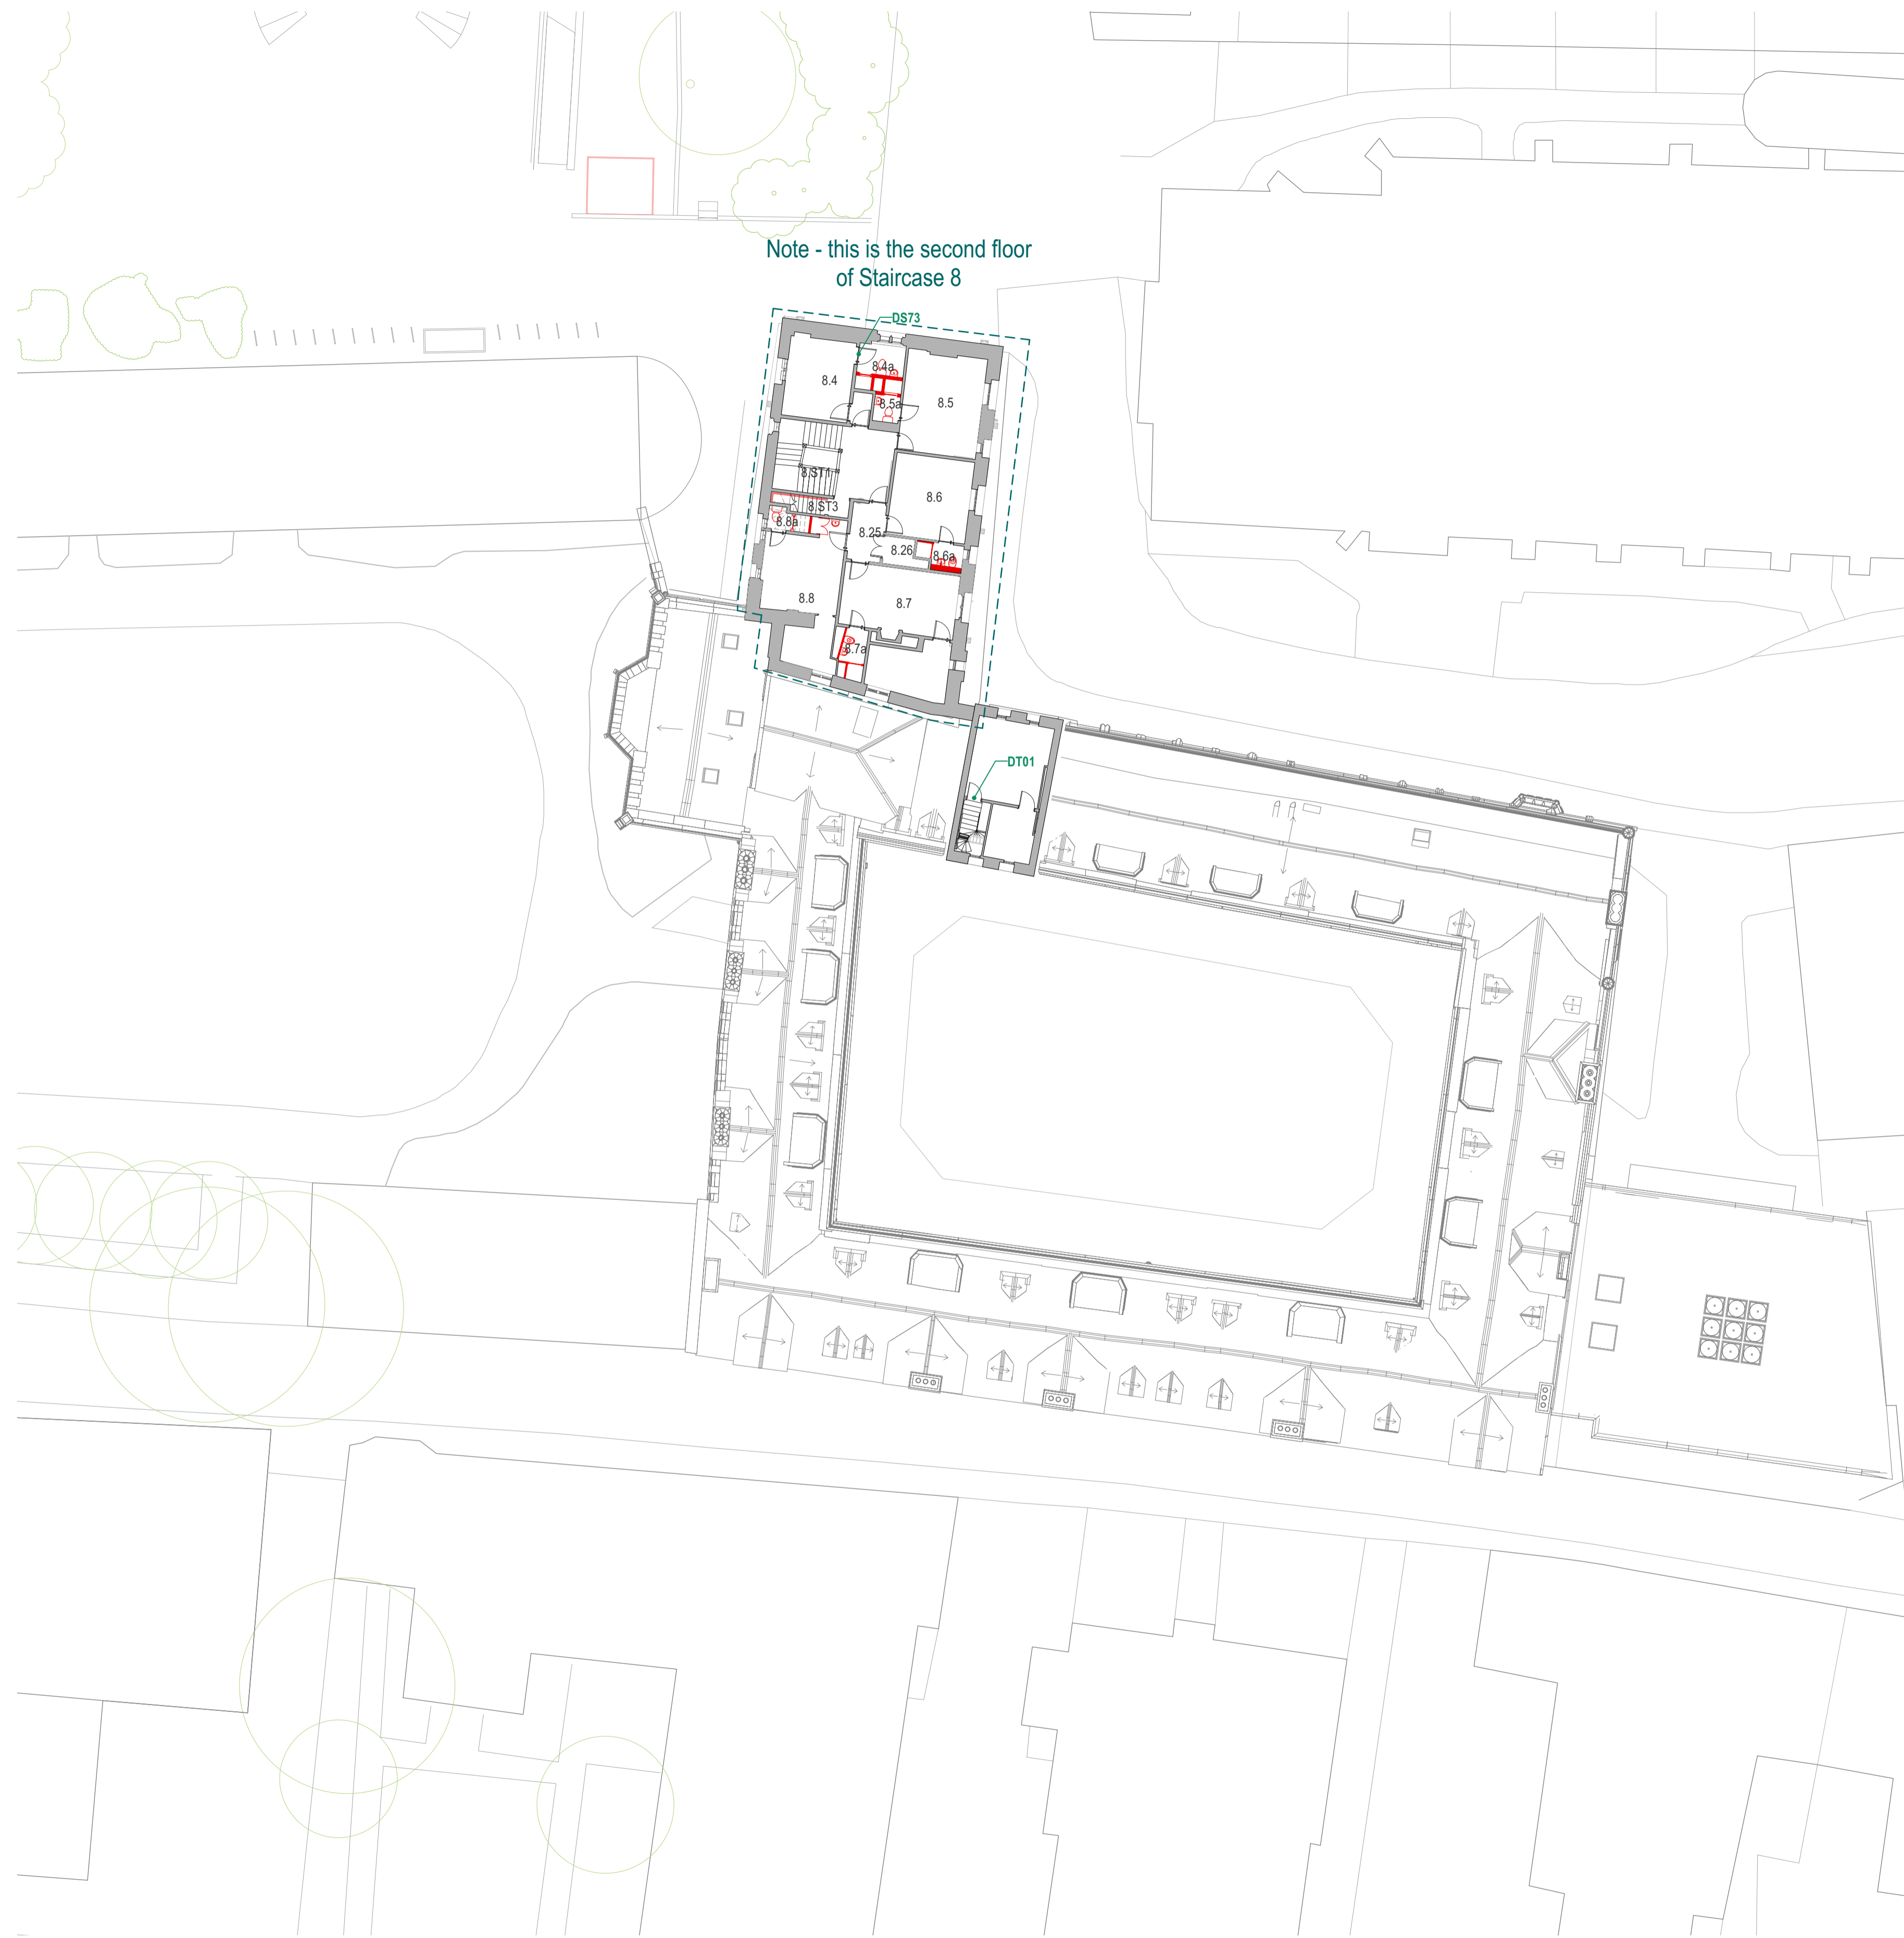 Note - this is the second floor
of Staircase 8
DS73
8.4a
8.4
8.5a
8.5
8.ST1
8.6
8.ST3
8.8a
8.25
8.26
8.6a
8.8
8.7
8.7a
DT01